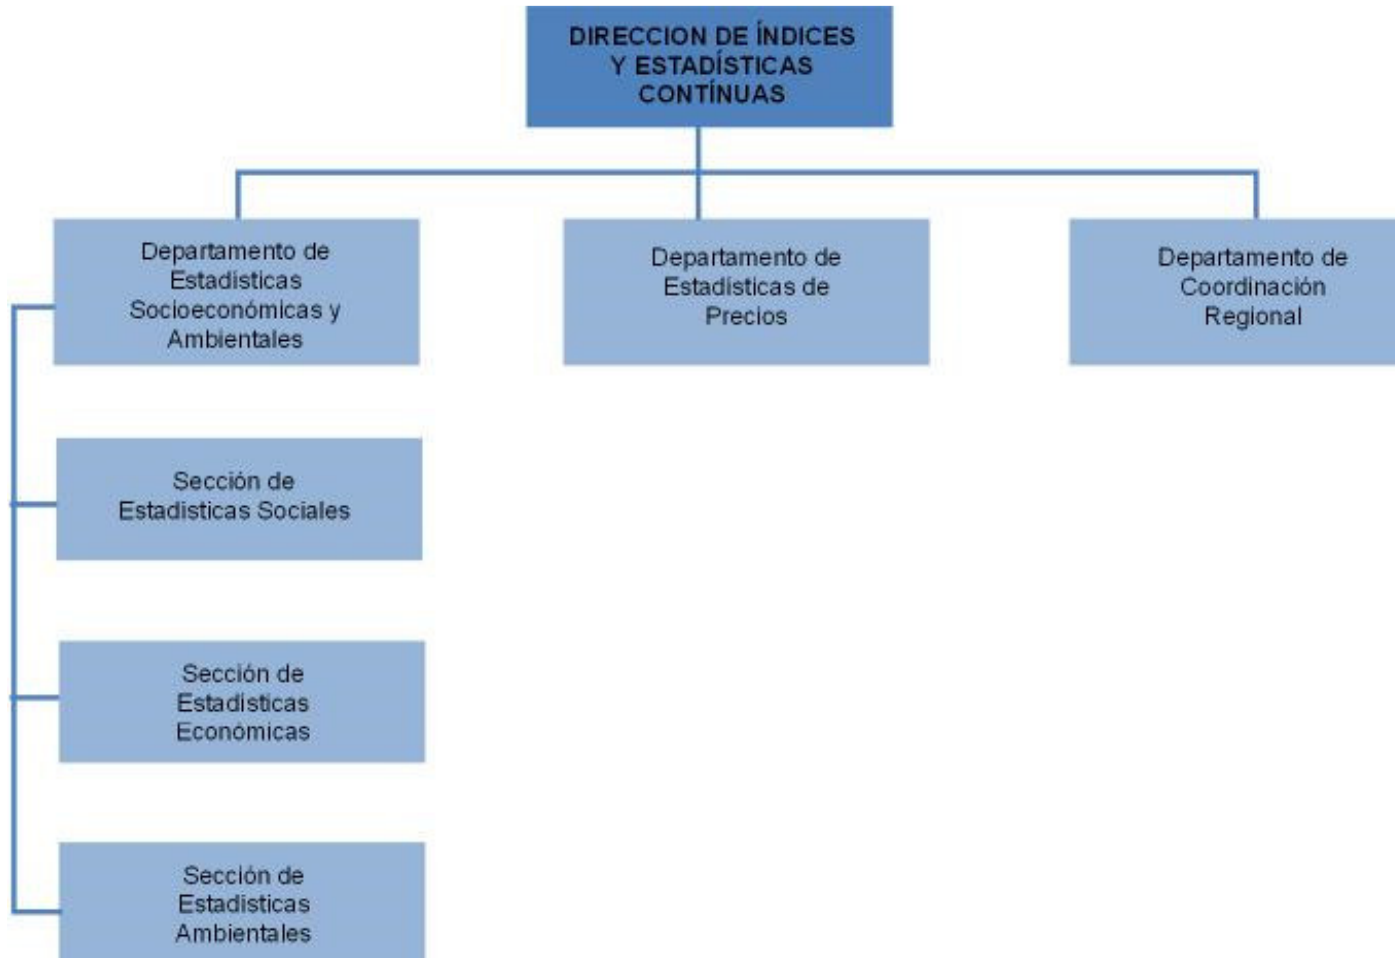 DIRECCION DE ÍNDICES
Y ESTADÍSTICAS
CONTÍNUAS
Departamento de
Estadísticas
Socioeconómicas y
Ambientales
Departamento de
Estadísticas de
Precios
Departamento de
Coordinación
Regional
Sección de
Estadisticas Sociales
Sección de
Estadísticas
Económicas
Sección de
Estadisticas
Ambientales